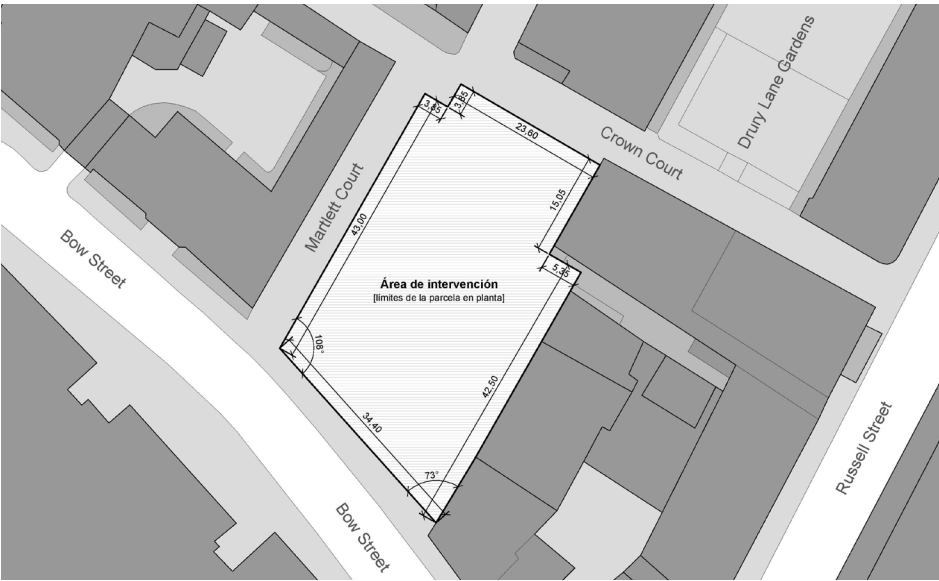 Drury Lane Gardens
3,85
3,85
23,60
Crown Court
Martlett Court
15,05
43,00
Bow Street
5,35
Área de intervención
[límites de la parcela en planta]
108°
42,50
34,40
Russell Street
73°
Bow Street